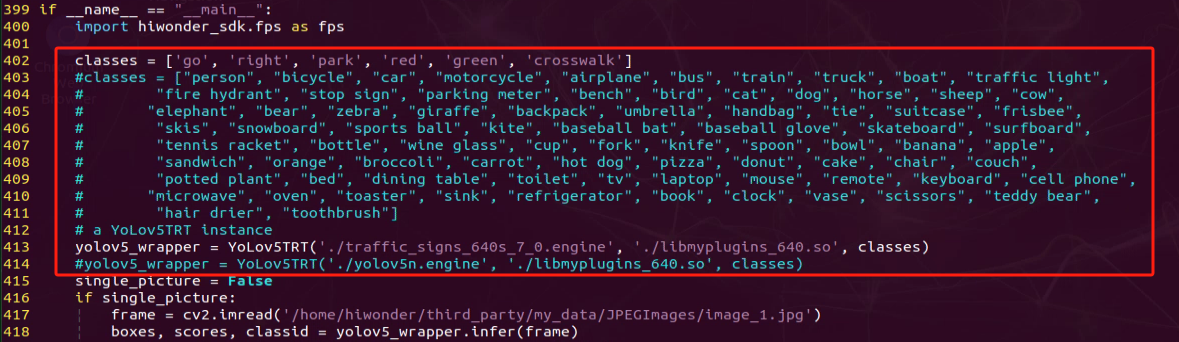 399 if __name__ == "__main__":
400     import hiwonder_sdk.fps as fps
401
402     classes = ['go', 'right', 'park', 'red', 'green', 'crosswalk']
403     #classes = ["person", "bicycle", "car", "motorcycle", "airplane", "bus", "train", "truck", "boat", "traffic light",
404     #        "fire hydrant", "stop sign", "parking meter", "bench", "bird", "cat", "dog", "horse", "sheep", "cow",
405     #       "elephant", "bear", "zebra", "giraffe", "backpack", "umbrella", "handbag", "tie", "suitcase", "frisbee",
406     #        "skis", "snowboard", "sports ball", "kite", "baseball bat", "baseball glove", "skateboard", "surfboard",
407     #        "tennis racket", "bottle", "wine glass", "cup", "fork", "knife", "spoon", "bowl", "banana", "apple",
408     #        "sandwich", "orange", "broccoli", "carrot", "hot dog", "pizza", "donut", "cake", "chair", "couch",
409     #        "potted plant", "bed", "dining table", "toilet", "tv", "laptop", "mouse", "remote", "keyboard", "cell phone",
410     #       "microwave", "oven", "toaster", "sink", "refrigerator", "book", "clock", "vase", "scissors", "teddy bear",
411     #        "hair drier", "toothbrush"]
412     # a YoLov5TRT instance
413     yolov5_wrapper = YoLov5TRT('./traffic_signs_640s_7_0.engine', './libmyplugins_640.so', classes)
414     #yolov5_wrapper = YoLov5TRT('./yolov5n.engine', './libmyplugins_640.so', classes)
415     single_picture = False
416     if single_picture:
417         frame = cv2.imread('/home/hiwonder/third_party/my_data/JPEGImages/image_1.jpg')
418         boxes, scores, classid = yolov5_wrapper.infer(frame)